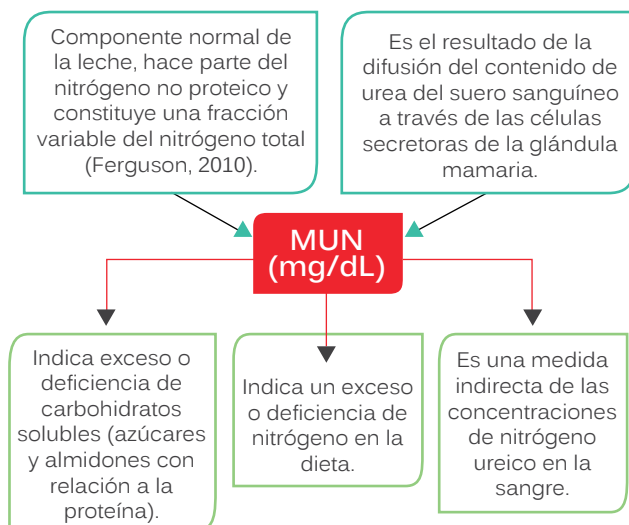 Componente normal de
la leche, hace parte del
nitrógeno no proteico y
constituye una fracción
variable del nitrógeno total
(Ferguson, 2010).
Es el resultado de la
difusión del contenido de
urea del suero sanguíneo
a través de las células
secretoras de la glándula
mamaria.
MUN
(mg/dL)
Indica exceso o
deficiencia de
carbohidratos
solubles (azúcares
y almidones con
relación a la
proteína).
Indica un exceso
o deficiencia de
nitrógeno en la
dieta.
Es una medida
indirecta de las
concentraciones
de nitrógeno
ureico en la
sangre.